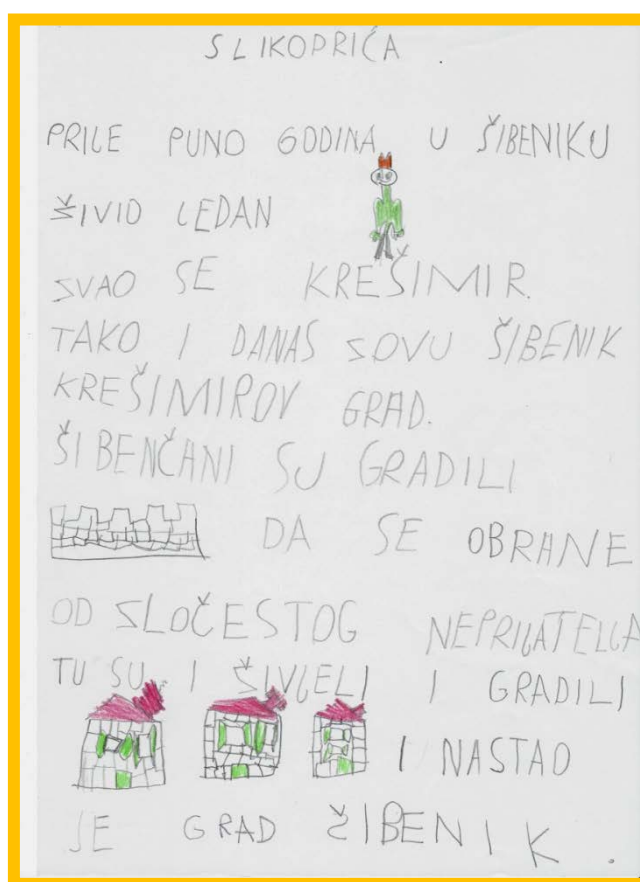 SLIKOPRIČA.
PRIJE PUNO GODINA U ŠIBENIKU
ŽIVIO JEDAN
ZVAO SE KREŠIMIR.
TAKO I DANAS ZOVU ŠIBENIK
KREŠIMIROV GRAD.
ŠIBENČANI SU GRADILI
DA SE OBRANE
OD ZLOČESTOG NEPRIJATELJA
TU SU I ŽIVJELI I GRADILI
I NASTAO
JE GRAD ŠIBENIK.